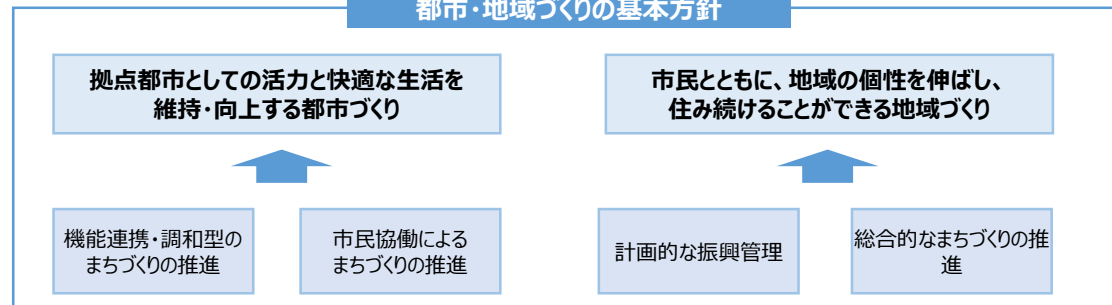 都市・地域づくりの基本方針
拠点都市としての活力と快適な生活を
維持・向上する都市づくり
市民とともに、地域の個性を伸ばし、
住み続けることができる地域づくり
機能連携・調和型の
まちづくりの推進
市民協働による
まちづくりの推進
計画的な振興管理
総合的なまちづくりの推
進